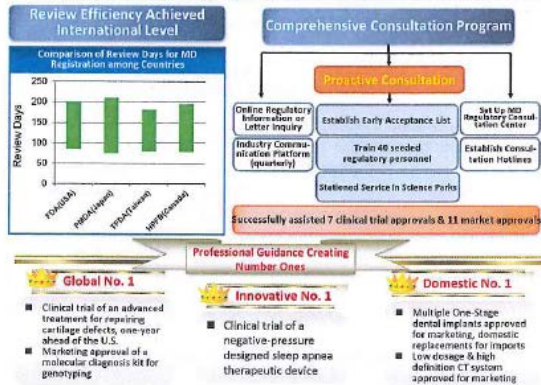 Review Efficiency Achieved
International Level
Comparison of Review Days for MD
Registration among Countries
Review Days
250
200
150
100
50
0
FDA(USA)
PMDA(Japan)
TFDA(Taiwan)
HPFB(Canada)
Comprehensive Consultation Program
Proactive Consultation
Online Regulatory
Information or
Letter Inquiry
Industry Commu-
nication Platform
(quarterly)
Establish Early Acceptance List
Train 40 seeded
regulatory personnel
Stationed Service in Science Parks
Set Up MD
Regulatory Consul-
tation Center
Establish Consul-
tation Hotlines
Successfully assisted 7 clinical trial approvals & 11 market approvals
Professional Guidance Creating
Number Ones
Global No. 1
Clinical trial of an advanced
treatment for repairing
cartilage defects, one-year
ahead of the U.S.
Marketing approval of a
molecular diagnosis kit for
genotyping
Innovative No. 1
Clinical trial of a
negative-pressure
designed sleep apnea
therapeutic device
Domestic No. 1
Multiple One-Stage
dental implants approved
for marketing, domestic
replacements for imports
Low dosage & high
definition CT system
approved for marketing